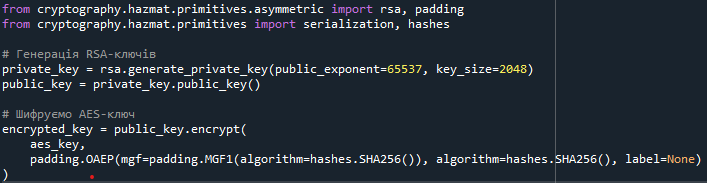 from cryptography.hazmat.primitives.asymmetric import rsa, padding
from cryptography.hazmat.primitives import serialization, hashes
# Генерація RSA-ключів
private_key = rsa.generate_private_key(public_exponent=65537, key_size=2048)
public_key = private_key.public_key()
# Шифруємо AES-ключ
encrypted_key = public_key.encrypt(
    aes_key,
    padding.OAEP(mgf=padding.MGF1(algorithm=hashes.SHA256()), algorithm=hashes.SHA256(), label=None)
)